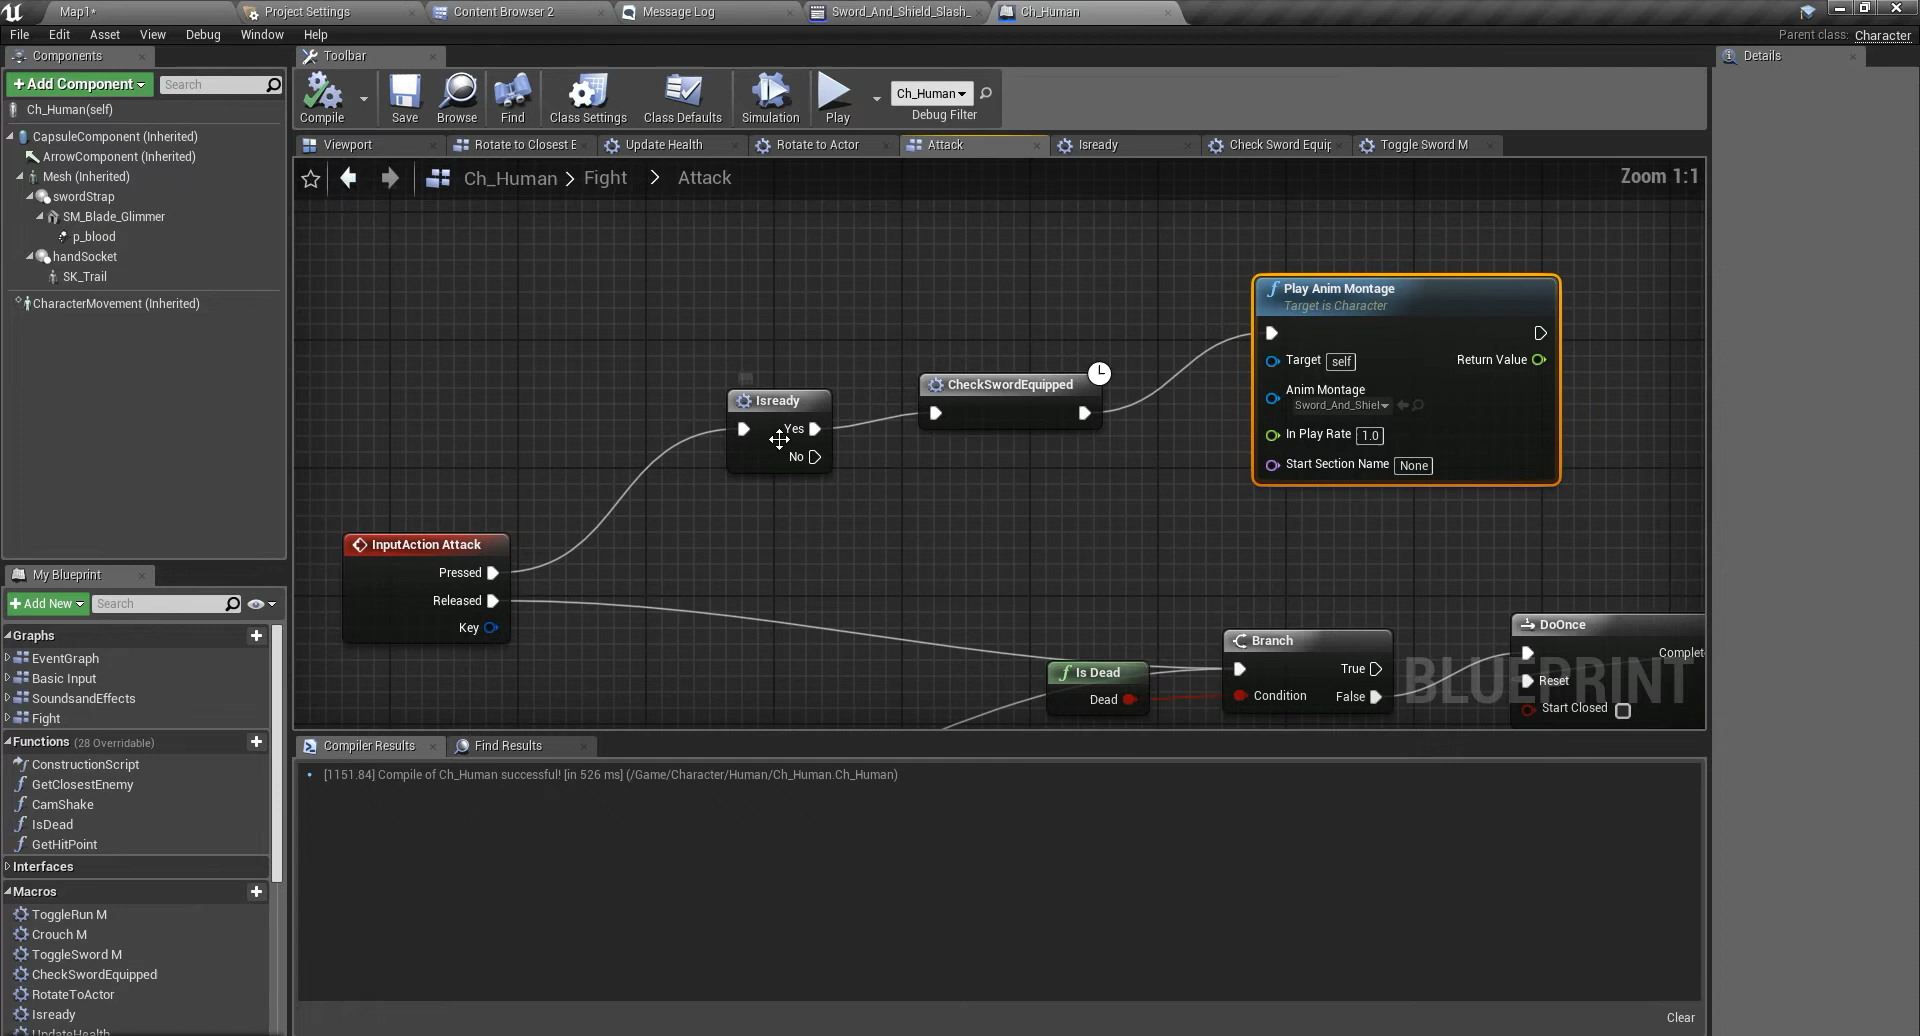 Map1*
Project Settings
Content Browser 2
Message Log
Sword_And_Shield_Slash_
Ch_Human
File Edit Asset View Debug Window Help
Parent class: Character
Components
+ Add Component
Search
Ch_Human(self)
CapsuleComponent (Inherited)
ArrowComponent (Inherited)
Mesh (Inherited)
swordStrap
SM_Blade_Glimmer
p_blood
handSocket
SK_Trail
CharacterMovement (Inherited)
Toolbar
Compile
Save
Browse
Find
Class Settings
Class Defaults
Simulation
Play
Ch_Human
Debug Filter
Details
Viewport
Rotate to Closest E
Update Health
Rotate to Actor
Attack
Isready
Check Sword Equip
Toggle Sword M
Ch_Human > Fight > Attack
Zoom 1:1
Play Anim Montage
Target is Character
Target self
Return Value
Anim Montage
Sword_And_Shiel
In Play Rate 1.0
Start Section Name None
CheckSwordEquipped
Isready
Yes
No
InputAction Attack
Pressed
Released
Key
Is Dead
Dead
Branch
True
Condition
False
DoOnce
Complet
Reset
Start Closed
BLUEPRINT
My Blueprint
+ Add New
Search
Graphs
EventGraph
Basic Input
SoundsandEffects
Fight
Functions (28 Overridable)
ConstructionScript
GetClosestEnemy
CamShake
IsDead
GetHitPoint
Interfaces
Macros
ToggleRun M
Crouch M
ToggleSword M
CheckSwordEquipped
RotateToActor
Isready
UpdateHealth
Compiler Results
Find Results
[1151.84] Compile of Ch_Human successful! [in 526 ms] (/Game/Character/Human/Ch_Human.Ch_Human)
Clear